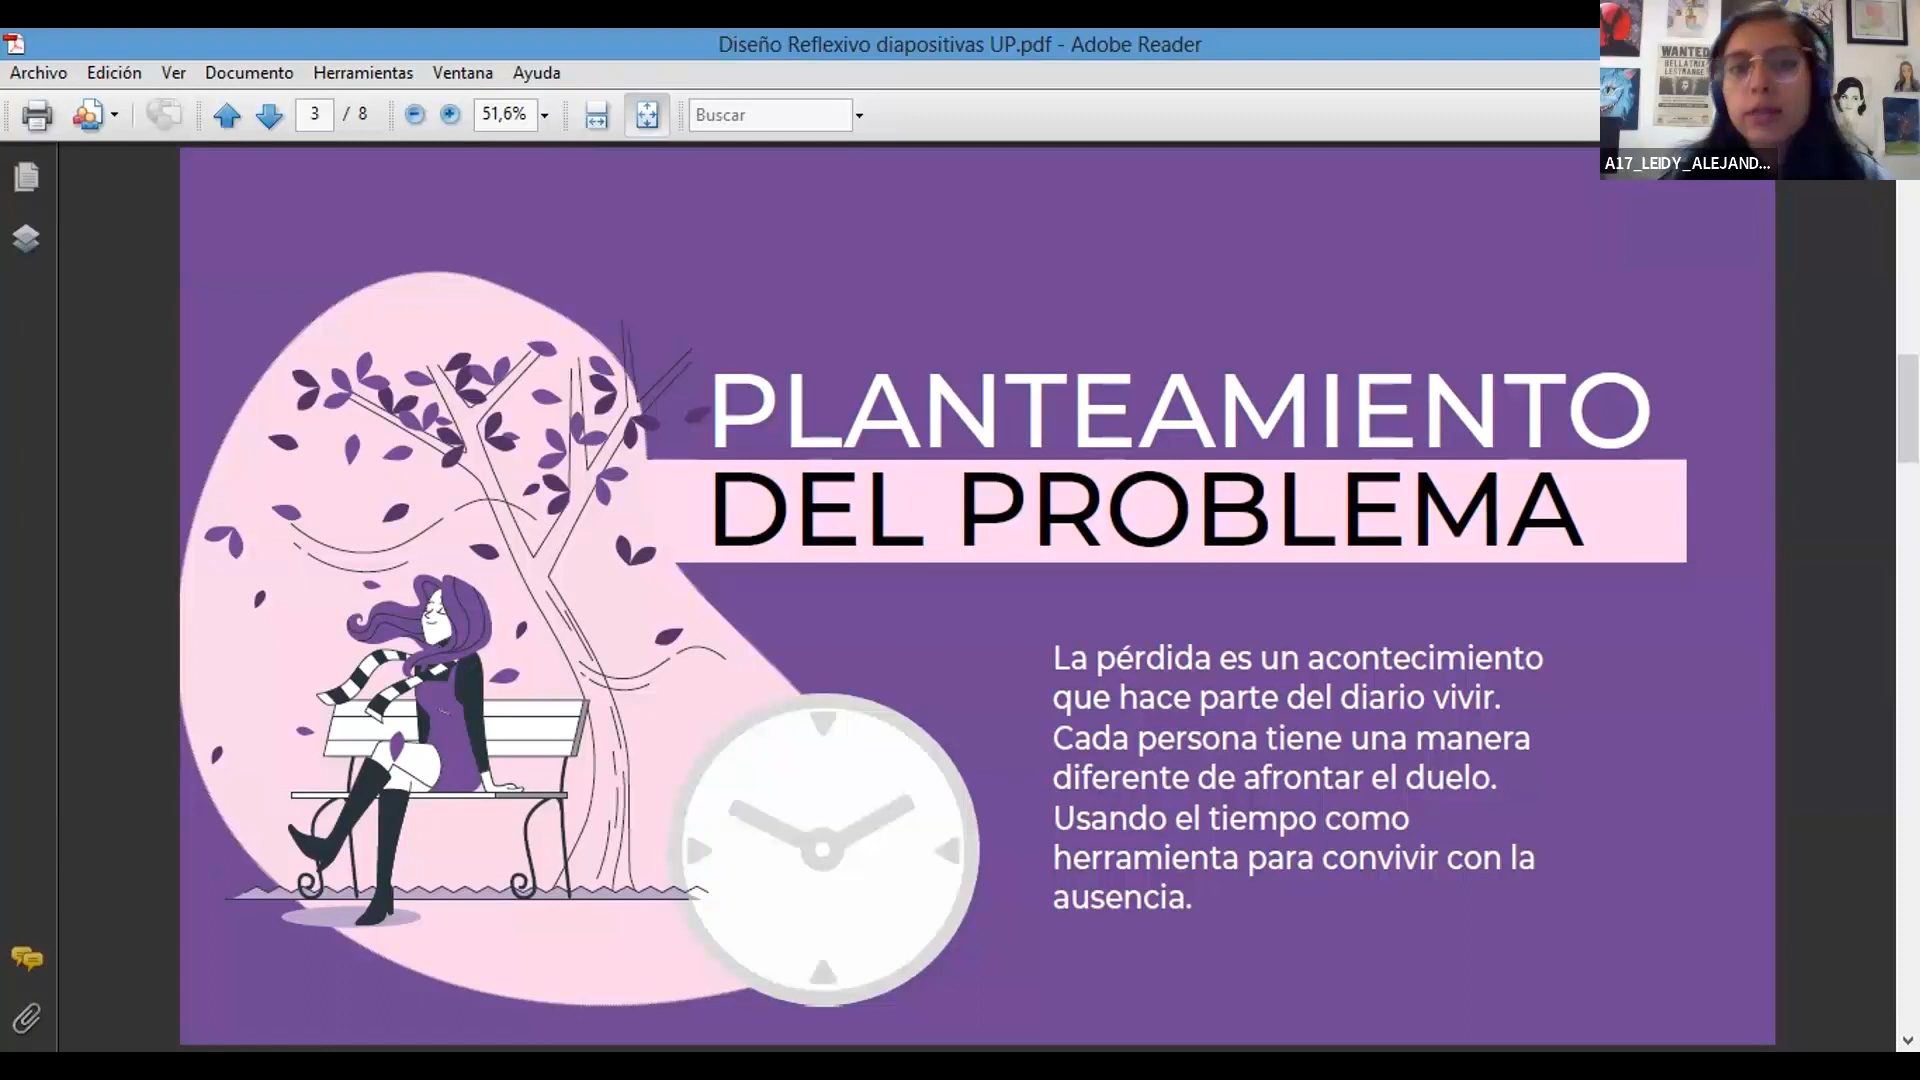 Diseño Reflexivo diapositivas UP.pdf - Adobe Reader
Archivo Edición Ver Documento Herramientas Ventana Ayuda
3 / 8 51,6% Buscar
WANTED
BELLATRIX
LESTRANGE
A17_LEIDY_ALEJAND...
PLANTEAMIENTO
DEL PROBLEMA
La pérdida es un acontecimiento
que hace parte del diario vivir.
Cada persona tiene una manera
diferente de afrontar el duelo.
Usando el tiempo como
herramienta para convivir con la
ausencia.